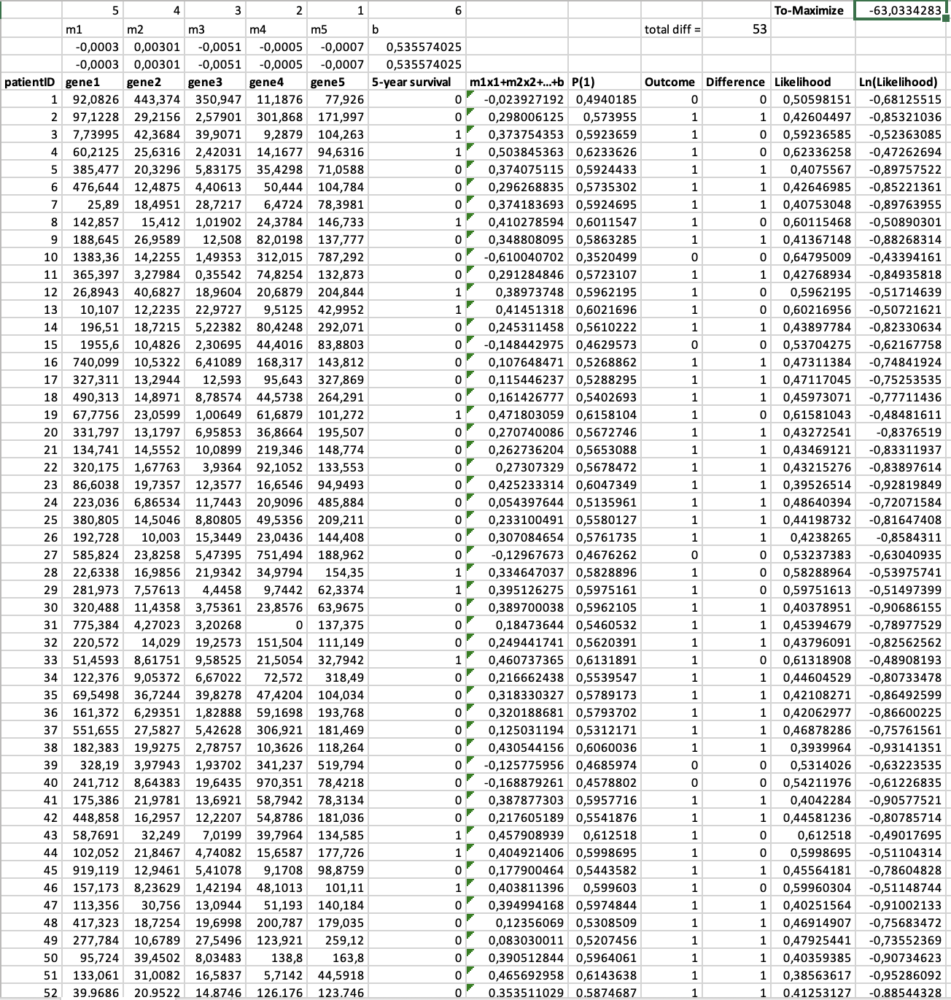 5 4 3 2 1 6 To-Maximize -63,0334283
m1 m2 m3 m4 m5 b total diff = 53
-0,0003 0,00301 -0,0051 -0,0005 -0,0007 0,535574025
-0,0003 0,00301 -0,0051 -0,0005 -0,0007 0,535574025
patientID gene1 gene2 gene3 gene4 gene5 5-year survival m1x1+m2x2+...+b P(1) Outcome Difference Likelihood Ln(Likelihood)
1 92,0826 443,374 350,947 11,1876 77,926 0 -0,023927192 0,4940185 0 0 0,50598151 -0,68125515
2 97,1228 29,2156 2,57901 301,868 171,997 0 0,298006125 0,573955 1 1 0,42604497 -0,85321036
3 7,73995 42,3684 39,9071 9,2879 104,263 1 0,373754353 0,5923659 1 0 0,59236585 -0,52363085
4 60,2125 25,6316 2,42031 14,1677 94,6316 1 0,503845363 0,6233626 1 0 0,62336258 -0,47262694
5 385,477 20,3296 5,83175 35,4298 71,0588 0 0,374075115 0,5924433 1 1 0,4075567 -0,89757522
6 476,644 12,4875 4,40613 50,444 104,784 0 0,296268835 0,5735302 1 1 0,42646985 -0,85221361
7 25,89 18,4951 28,7217 6,4724 78,3981 0 0,374183693 0,5924695 1 1 0,40753048 -0,89763955
8 142,857 15,412 1,01902 24,3784 146,733 1 0,410278594 0,6011547 1 0 0,60115468 -0,50890301
9 188,645 26,9589 12,508 82,0198 137,777 0 0,348808095 0,5863285 1 1 0,41367148 -0,88268314
10 1383,36 14,2255 1,49353 312,015 787,292 0 -0,610040702 0,3520499 0 0 0,64795009 -0,43394161
11 365,397 3,27984 0,35542 74,8254 132,873 0 0,291284846 0,5723107 1 1 0,42768934 -0,84935818
12 26,8943 40,6827 18,9604 20,6879 204,844 1 0,38973748 0,5962195 1 0 0,5962195 -0,51714639
13 10,107 12,2235 22,9727 9,5125 42,9952 1 0,41451318 0,6021696 1 0 0,60216956 -0,50721621
14 196,51 18,7215 5,22382 80,4248 292,071 0 0,245311458 0,5610222 1 1 0,43897784 -0,82330634
15 1955,6 10,4826 2,30695 44,4016 83,8803 0 -0,148442975 0,4629573 0 0 0,53704275 -0,62167758
16 740,099 10,5322 6,41089 168,317 143,812 0 0,107648471 0,5268862 1 1 0,47311384 -0,74841924
17 327,311 13,2944 12,593 95,643 327,869 0 0,115446237 0,5288295 1 1 0,47117045 -0,75253535
18 490,313 14,8971 8,78574 44,5738 264,291 0 0,161426777 0,5402693 1 1 0,45973071 -0,77711436
19 67,7756 23,0599 1,00649 61,6879 101,272 1 0,471803059 0,6158104 1 0 0,61581043 -0,48481611
20 331,797 13,1797 6,95853 36,8664 195,507 0 0,270740086 0,5672746 1 1 0,43272541 -0,8376519
21 134,741 14,5552 10,0899 219,346 148,774 0 0,262736204 0,5653088 1 1 0,43469121 -0,83311937
22 320,175 1,67763 3,9364 92,1052 133,553 0 0,27307329 0,5678472 1 1 0,43215276 -0,83897614
23 86,6038 19,7357 12,3577 16,6546 94,9493 0 0,425233314 0,6047349 1 1 0,39526514 -0,92819849
24 223,036 6,86534 11,7443 20,9096 485,884 0 0,054397644 0,5135961 1 1 0,48640394 -0,72071584
25 380,805 14,5046 8,80805 49,5356 209,211 0 0,233100491 0,5580127 1 1 0,44198732 -0,81647408
26 192,728 10,003 15,3449 23,0436 144,408 0 0,307084654 0,5761735 1 1 0,4238265 -0,8584311
27 585,824 23,8258 5,47395 751,494 188,962 0 -0,12967673 0,4676262 0 0 0,53237383 -0,63040935
28 22,6338 16,9856 21,9342 34,9794 154,35 1 0,334647037 0,5828896 1 0 0,58288964 -0,53975741
29 281,973 7,57613 4,4458 9,7442 62,3374 1 0,395126275 0,5975161 1 0 0,59751613 -0,51497399
30 320,488 11,4358 3,75361 23,8576 63,9675 0 0,389700038 0,5962105 1 1 0,40378951 -0,90686155
31 775,384 4,27023 3,20268 0 137,375 0 0,18473644 0,5460532 1 1 0,45394679 -0,78977529
32 220,572 14,029 19,2573 151,504 111,149 0 0,249441741 0,5620391 1 1 0,43796091 -0,82562562
33 51,4593 8,61751 9,58525 21,5054 32,7942 1 0,460737365 0,6131891 1 0 0,61318908 -0,48908193
34 122,376 9,05372 6,67022 72,572 318,49 0 0,216662438 0,5539547 1 1 0,44604529 -0,80733478
35 69,5498 36,7244 39,8278 47,4204 104,034 0 0,318330327 0,5789173 1 1 0,42108271 -0,86492599
36 161,372 6,29351 1,82888 59,1698 193,768 0 0,320188681 0,5793702 1 1 0,42062977 -0,86600225
37 551,655 27,5827 5,42628 306,921 181,469 0 0,125031194 0,5312171 1 1 0,46878286 -0,75761561
38 182,383 19,9275 2,78757 10,3626 118,264 0 0,430544156 0,6060036 1 1 0,3939964 -0,93141351
39 328,19 3,97943 1,93702 341,237 519,794 0 -0,125775956 0,4685974 0 0 0,5314026 -0,63223535
40 241,712 8,64383 19,6435 970,351 78,4218 0 -0,168879261 0,4578802 0 0 0,54211976 -0,61226835
41 175,386 21,9781 13,6921 58,7942 78,3134 0 0,387877303 0,5957716 1 1 0,4042284 -0,90577521
42 448,858 16,2957 12,2207 54,8786 181,036 0 0,217605189 0,5541876 1 1 0,44581236 -0,80785714
43 58,7691 32,249 7,0199 39,7964 134,585 1 0,457908939 0,612518 1 0 0,612518 -0,49017695
44 102,052 21,8467 4,74082 15,6587 177,726 1 0,404921406 0,5998695 1 0 0,5998695 -0,51104314
45 919,119 12,9461 5,41078 9,1708 98,8759 0 0,177900464 0,5443582 1 1 0,45564181 -0,78604828
46 157,173 8,23629 1,42194 48,1013 101,11 1 0,403811396 0,599603 1 0 0,59960304 -0,51148744
47 113,356 30,756 13,0944 51,193 140,184 0 0,394994168 0,5974844 1 1 0,40251564 -0,91002133
48 417,323 18,7254 19,6998 200,787 179,035 0 0,12356069 0,5308509 1 1 0,46914907 -0,75683472
49 277,784 10,6789 27,5496 123,921 259,12 0 0,083030011 0,5207456 1 1 0,47925441 -0,73552369
50 95,724 39,4502 8,03483 138,8 163,8 0 0,390512844 0,5964061 1 1 0,40359385 -0,90734623
51 133,061 31,0082 16,5837 5,7142 44,5918 0 0,465692958 0,6143638 1 1 0,38563617 -0,95286092
52 39,9686 20,9522 14,8746 126,176 123,746 0 0,353511029 0,5874687 1 1 0,41253127 -0,88544328